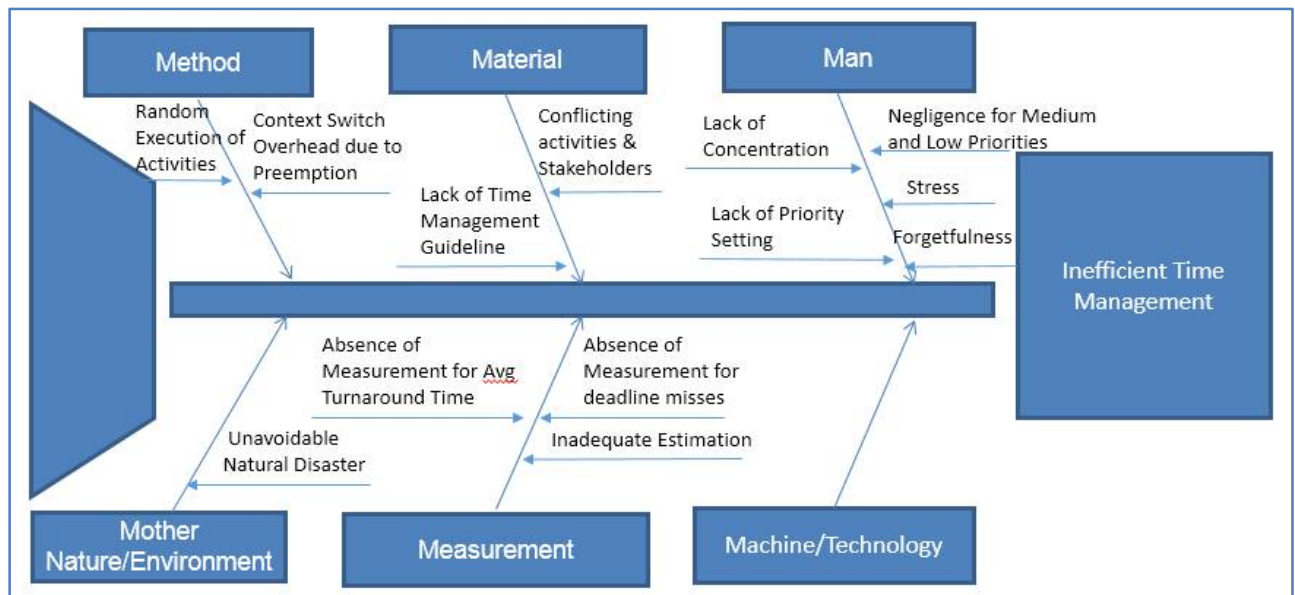 Method
Material
Man
Random
Execution of
Activities
Context Switch
Overhead due to
Preemption
Conflicting
activities &
Stakeholders
Lack of Time
Management
Guideline
Lack of
Concentration
Negligence for Medium
and Low Priorities
Stress
Lack of Priority
Setting
Forgetfulness
Inefficient Time
Management
Absence of
Measurement for Avg
Turnaround Time
Absence of
Measurement for
deadline misses
Unavoidable
Natural Disaster
Inadequate Estimation
Mother
Nature/Environment
Measurement
Machine/Technology